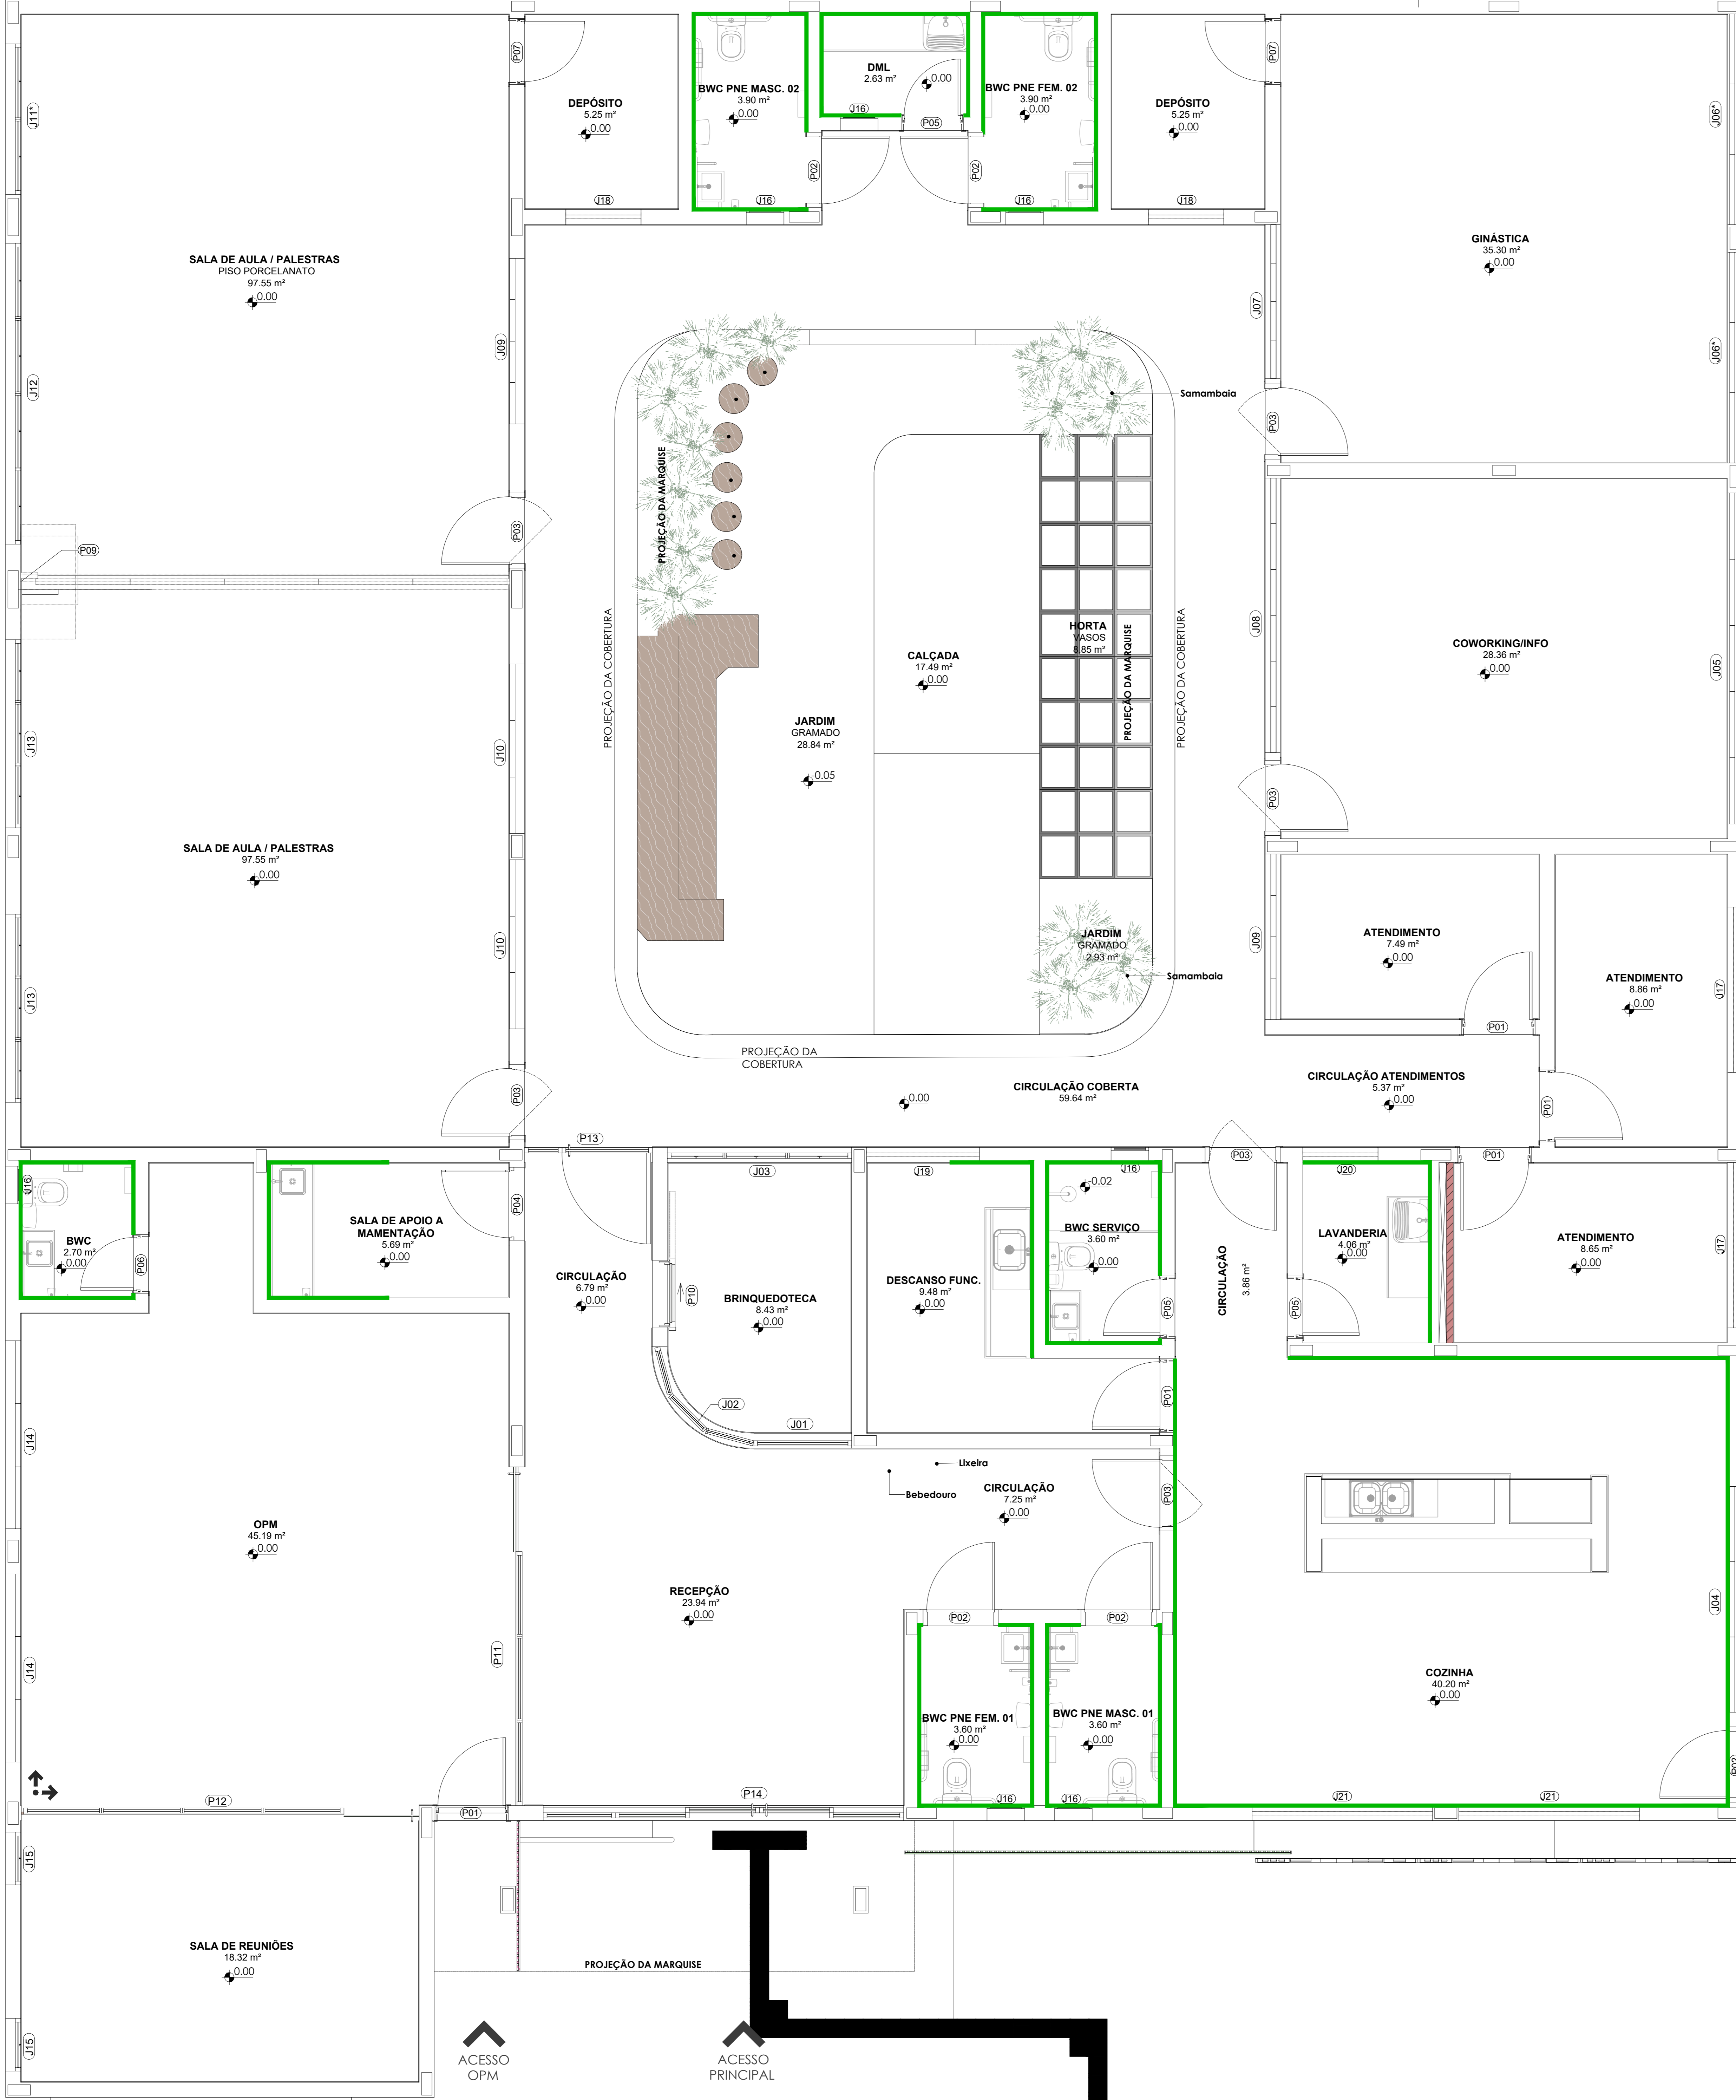 P07
P07
DML
2.63 m²
0.00
BWC PNE MASC. 02
3.90 m²
0.00
BWC PNE FEM. 02
3.90 m²
0.00
DEPÓSITO
5.25 m²
0.00
DEPÓSITO
5.25 m²
0.00
J11*
J06*
J16
P05
P02
P02
J18
J16
J16
J18
SALA DE AULA / PALESTRAS
PISO PORCELANATO
97.55 m²
0.00
GINÁSTICA
35.30 m²
0.00
J07
J09
J12
J06*
Samambaia
P03
PROJEÇÃO DA MARQUISE
P03
P09
PROJEÇÃO DA COBERTURA
HORTA
VASOS
8.85 m²
PROJEÇÃO DA MARQUISE
PROJEÇÃO DA COBERTURA
J08
COWORKING/INFO
28.36 m²
0.00
J05
CALÇADA
17.49 m²
0.00
JARDIM
GRAMADO
28.84 m²
-0.05
J13
J10
P03
SALA DE AULA / PALESTRAS
97.55 m²
0.00
J10
J13
JARDIM
GRAMADO
2.93 m²
Samambaia
J09
ATENDIMENTO
7.49 m²
0.00
ATENDIMENTO
8.86 m²
0.00
J17
P01
PROJEÇÃO DA
COBERTURA
CIRCULAÇÃO COBERTA
59.64 m²
0.00
CIRCULAÇÃO ATENDIMENTOS
5.37 m²
0.00
P03
P01
P13
P03
P01
J03
J19
J16
J20
J16
BWC
2.70 m²
0.00
P06
SALA DE APOIO A
MAMENTAÇÃO
5.69 m²
0.00
P04
CIRCULAÇÃO
6.79 m²
0.00
P10
BRINQUEDOTECA
8.43 m²
0.00
DESCANSO FUNC.
9.48 m²
0.00
-0.02
BWC SERVIÇO
3.60 m²
0.00
P05
CIRCULAÇÃO
3.86 m²
P05
LAVANDERIA
4.06 m²
0.00
ATENDIMENTO
8.65 m²
0.00
J17
J02
J01
P01
J14
Lixeira
Bebedouro
CIRCULAÇÃO
7.25 m²
0.00
P03
OPM
45.19 m²
0.00
RECEPÇÃO
23.94 m²
0.00
P02
P02
J04
J14
P11
COZINHA
40.20 m²
0.00
BWC PNE FEM. 01
3.60 m²
0.00
BWC PNE MASC. 01
3.60 m²
0.00
P12
P01
P14
J16
J16
J21
J21
J15
SALA DE REUNIÕES
18.32 m²
0.00
PROJEÇÃO DA MARQUISE
J15
ACESSO
OPM
ACESSO
PRINCIPAL